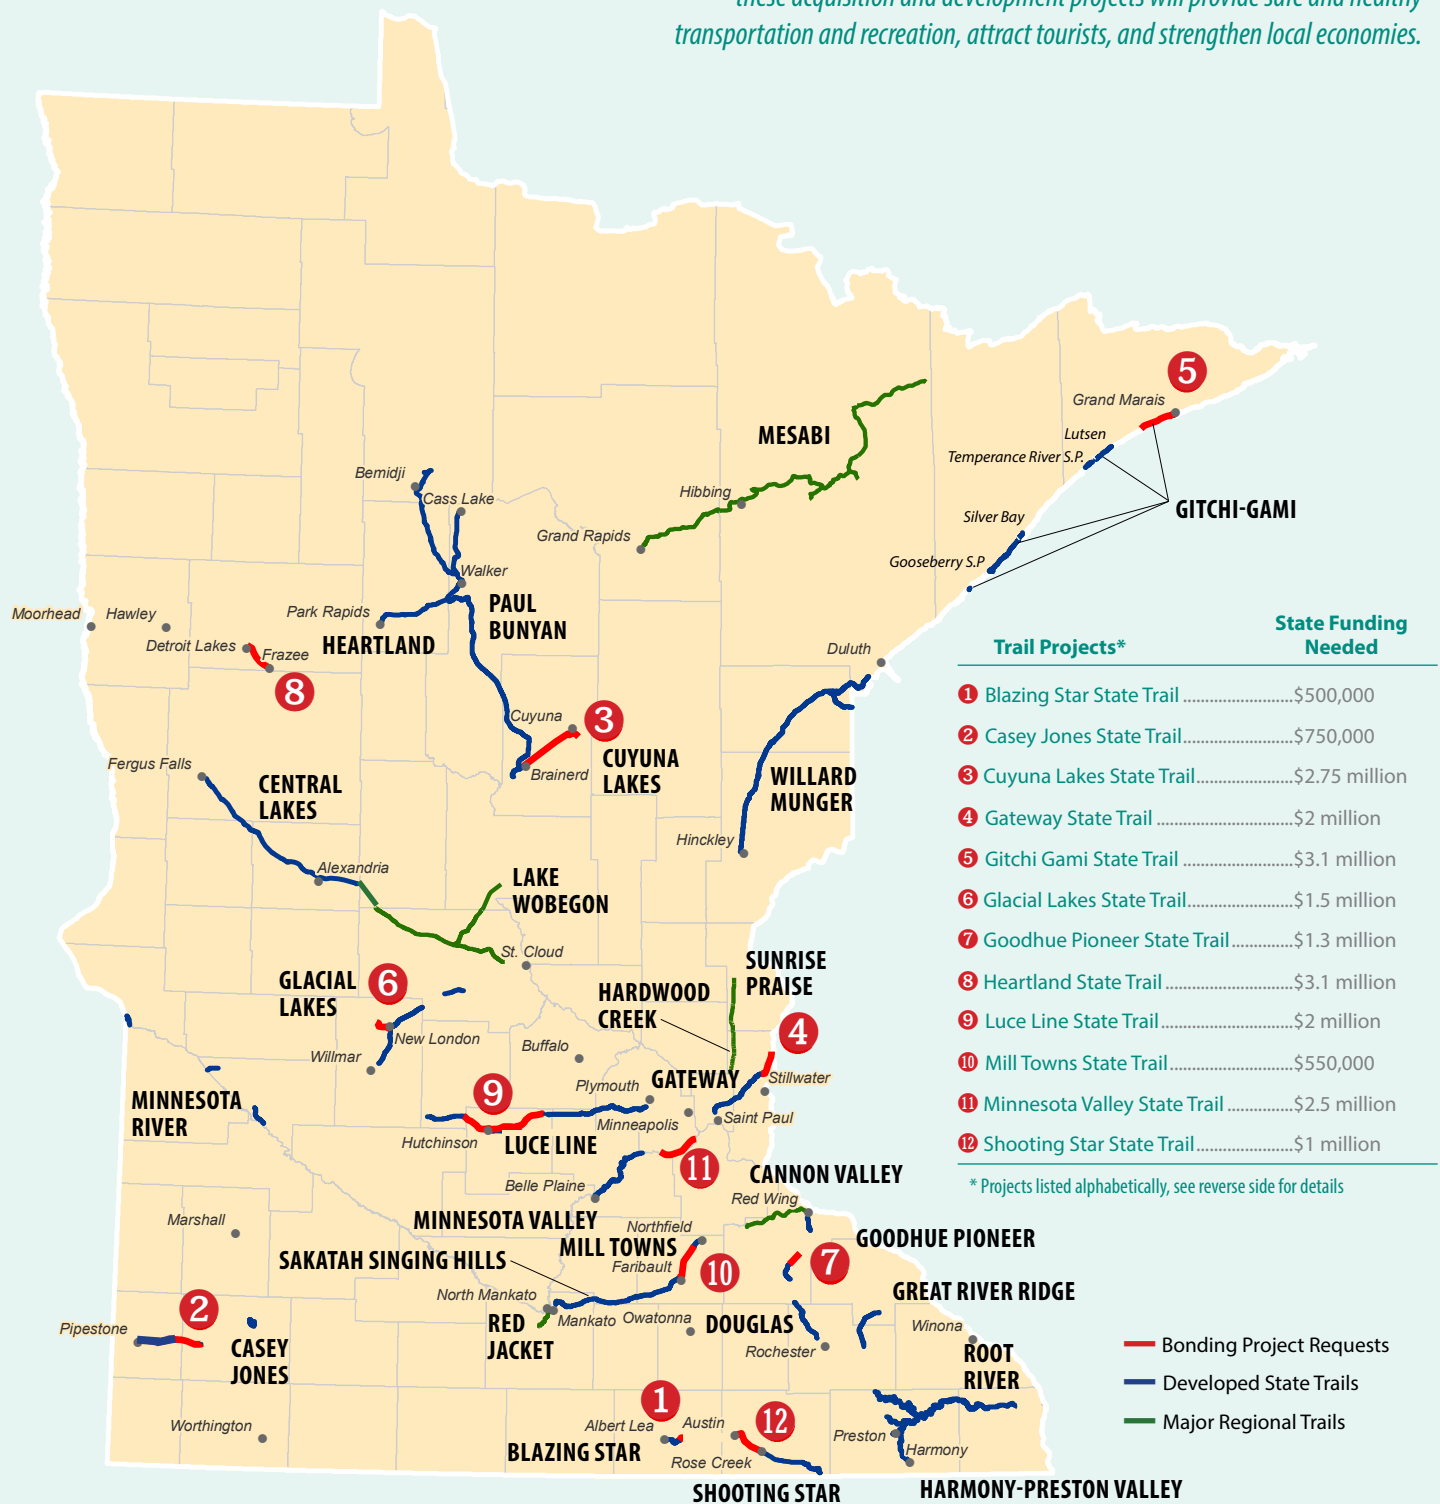 these acquisition and development projects will provide safe and healthy
transportation and recreation, attract tourists, and strengthen local economies.
5
Grand Marais
Lutsen
Temperance River S.P.
MESABI
Hibbing
Grand Rapids
GITCHI-GAMI
Silver Bay
Gooseberry S.P
Bemidji
Cass Lake
Walker
PAUL
BUNYAN
Park Rapids
HEARTLAND
Moorhead
Hawley
Detroit Lakes
Frazee
8
Duluth
Cuyuna
3
CUYUNA
LAKES
Brainerd
Fergus Falls
CENTRAL
LAKES
WILLARD
MUNGER
Hinckley
Alexandria
LAKE
WOBEGON
St. Cloud
SUNRISE
PRAISE
GLACIAL
LAKES
6
HARDWOOD
CREEK
4
New London
Willmar
Buffalo
GATEWAY
Stillwater
MINNESOTA
RIVER
9
Plymouth
Minneapolis
Saint Paul
Hutchinson
LUCE LINE
11
Belle Plaine
CANNON VALLEY
Red Wing
Marshall
MINNESOTA VALLEY
Northfield
GOODHUE PIONEER
MILL TOWNS
SAKATAH SINGING HILLS
Faribault
10
7
GREAT RIVER RIDGE
North Mankato
Mankato
Owatonna
RED
JACKET
DOUGLAS
Rochester
Winona
2
Pipestone
CASEY
JONES
ROOT
RIVER
1
Albert Lea
Austin
12
BLAZING STAR
Rose Creek
Worthington
Preston
Harmony
SHOOTING STAR
HARMONY-PRESTON VALLEY
Trail Projects*
State Funding
Needed
1 Blazing Star State Trail ........................$500,000
2 Casey Jones State Trail........................$750,000
3 Cuyuna Lakes State Trail.....................$2.75 million
4 Gateway State Trail .............................$2 million
5 Gitchi Gami State Trail ........................$3.1 million
6 Glacial Lakes State Trail.......................$1.5 million
7 Goodhue Pioneer State Trail..............$1.3 million
8 Heartland State Trail ...........................$3.1 million
9 Luce Line State Trail ............................$2 million
10 Mill Towns State Trail..........................$550,000
11 Minnesota Valley State Trail ...............$2.5 million
12 Shooting Star State Trail.....................$1 million
* Projects listed alphabetically, see reverse side for details
Bonding Project Requests
Developed State Trails
Major Regional Trails